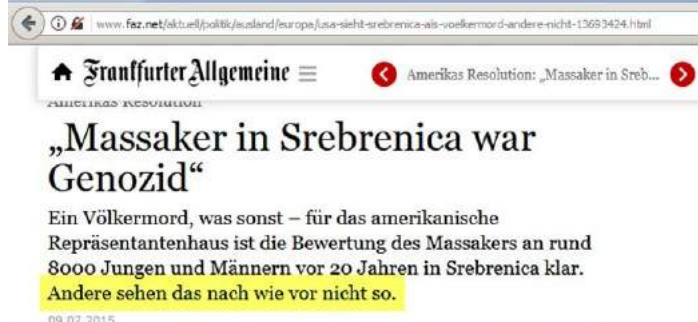 www.faz.net/aktuell/politik/ausland/europa/usa-sieht-srebrenica-als-voelkermord-andere-nicht-13693424.html
Frankfurter Allgemeine
Amerikas Resolution: „Massaker in Sreb...
Amerikas Resolution
„Massaker in Srebrenica war
Genozid“
Ein Völkermord, was sonst – für das amerikanische
Repräsentantenhaus ist die Bewertung des Massakers an rund
8000 Jungen und Männern vor 20 Jahren in Srebrenica klar.
Andere sehen das nach wie vor nicht so.
09.07.2015